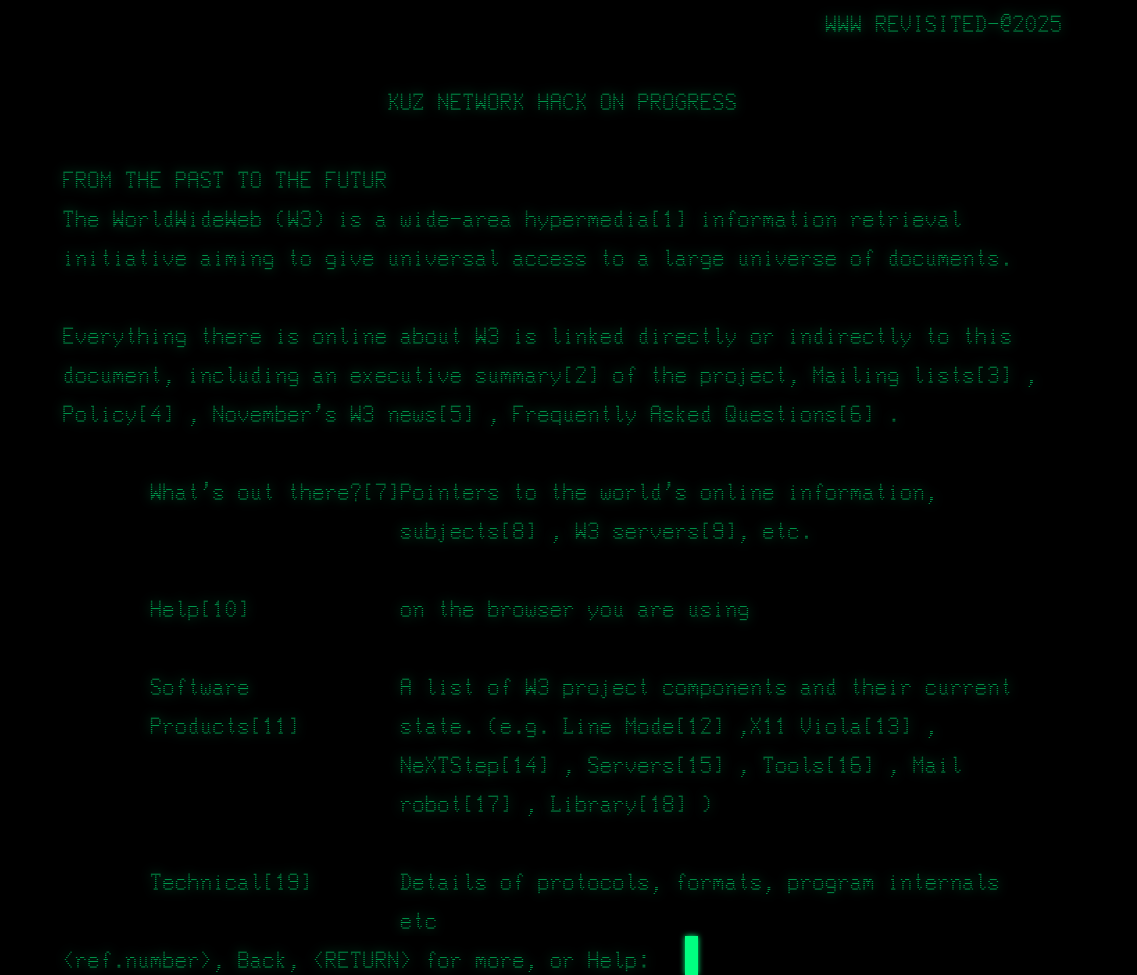 WWW REVISITED-@2025
KUZ NETWORK HACK ON PROGRESS
FROM THE PAST TO THE FUTUR
The WorldWideWeb (W3) is a wide-area hypermedia[1] information retrieval
initiative aiming to give universal access to a large universe of documents.
Everything there is online about W3 is linked directly or indirectly to this
document, including an executive summary[2] of the project, Mailing lists[3] ,
Policy[4] , November's W3 news[5] , Frequently Asked Questions[6] .
What's out there?[7]Pointers to the world's online information,
subjects[8] , W3 servers[9], etc.
Help[10] on the browser you are using
Software A list of W3 project components and their current
Products[11] state. (e.g. Line Mode[12] ,X11 Viola[13] ,
NeXTStep[14] , Servers[15] , Tools[16] , Mail
robot[17] , Library[18] )
Technical[19] Details of protocols, formats, program internals
etc
<ref.number>, Back, <RETURN> for more, or Help: